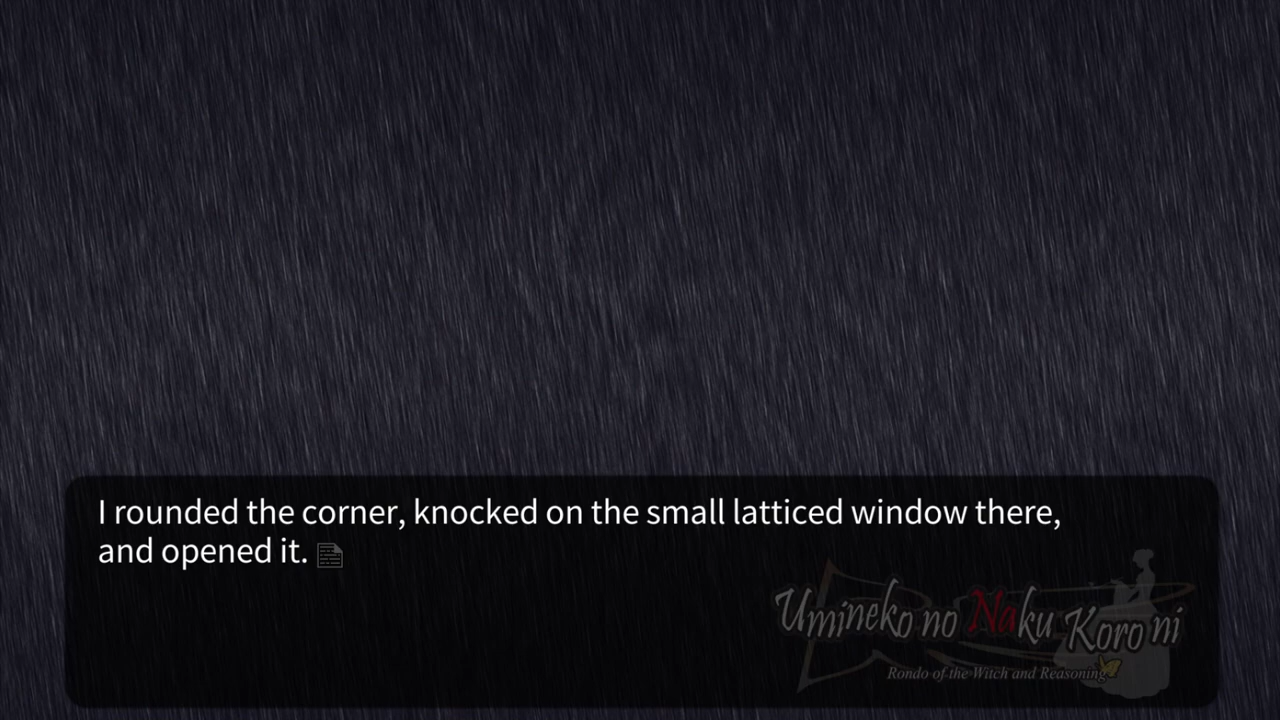 I rounded the corner, knocked on the small latticed window there,
and opened it.
Umineko no Naku Koro ni
Rondo of the Witch and Reasoning